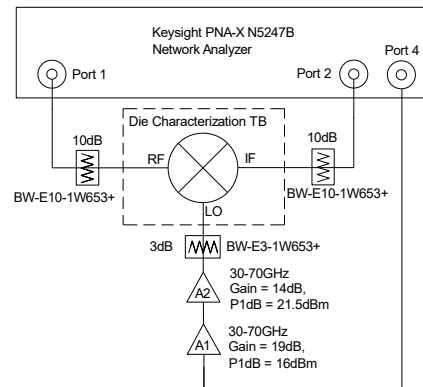 Keysight PNA-X N5247B
Network Analyzer
Port 1
Port 2
Port 4
Die Characterization TB
10dB
10dB
RF
IF
LO
BW-E10-1W653+
BW-E10-1W653+
3dB
BW-E3-1W653+
30-70GHz
Gain = 14dB,
P1dB = 21.5dBm
A2
30-70GHz
Gain = 19dB,
P1dB = 16dBm
A1